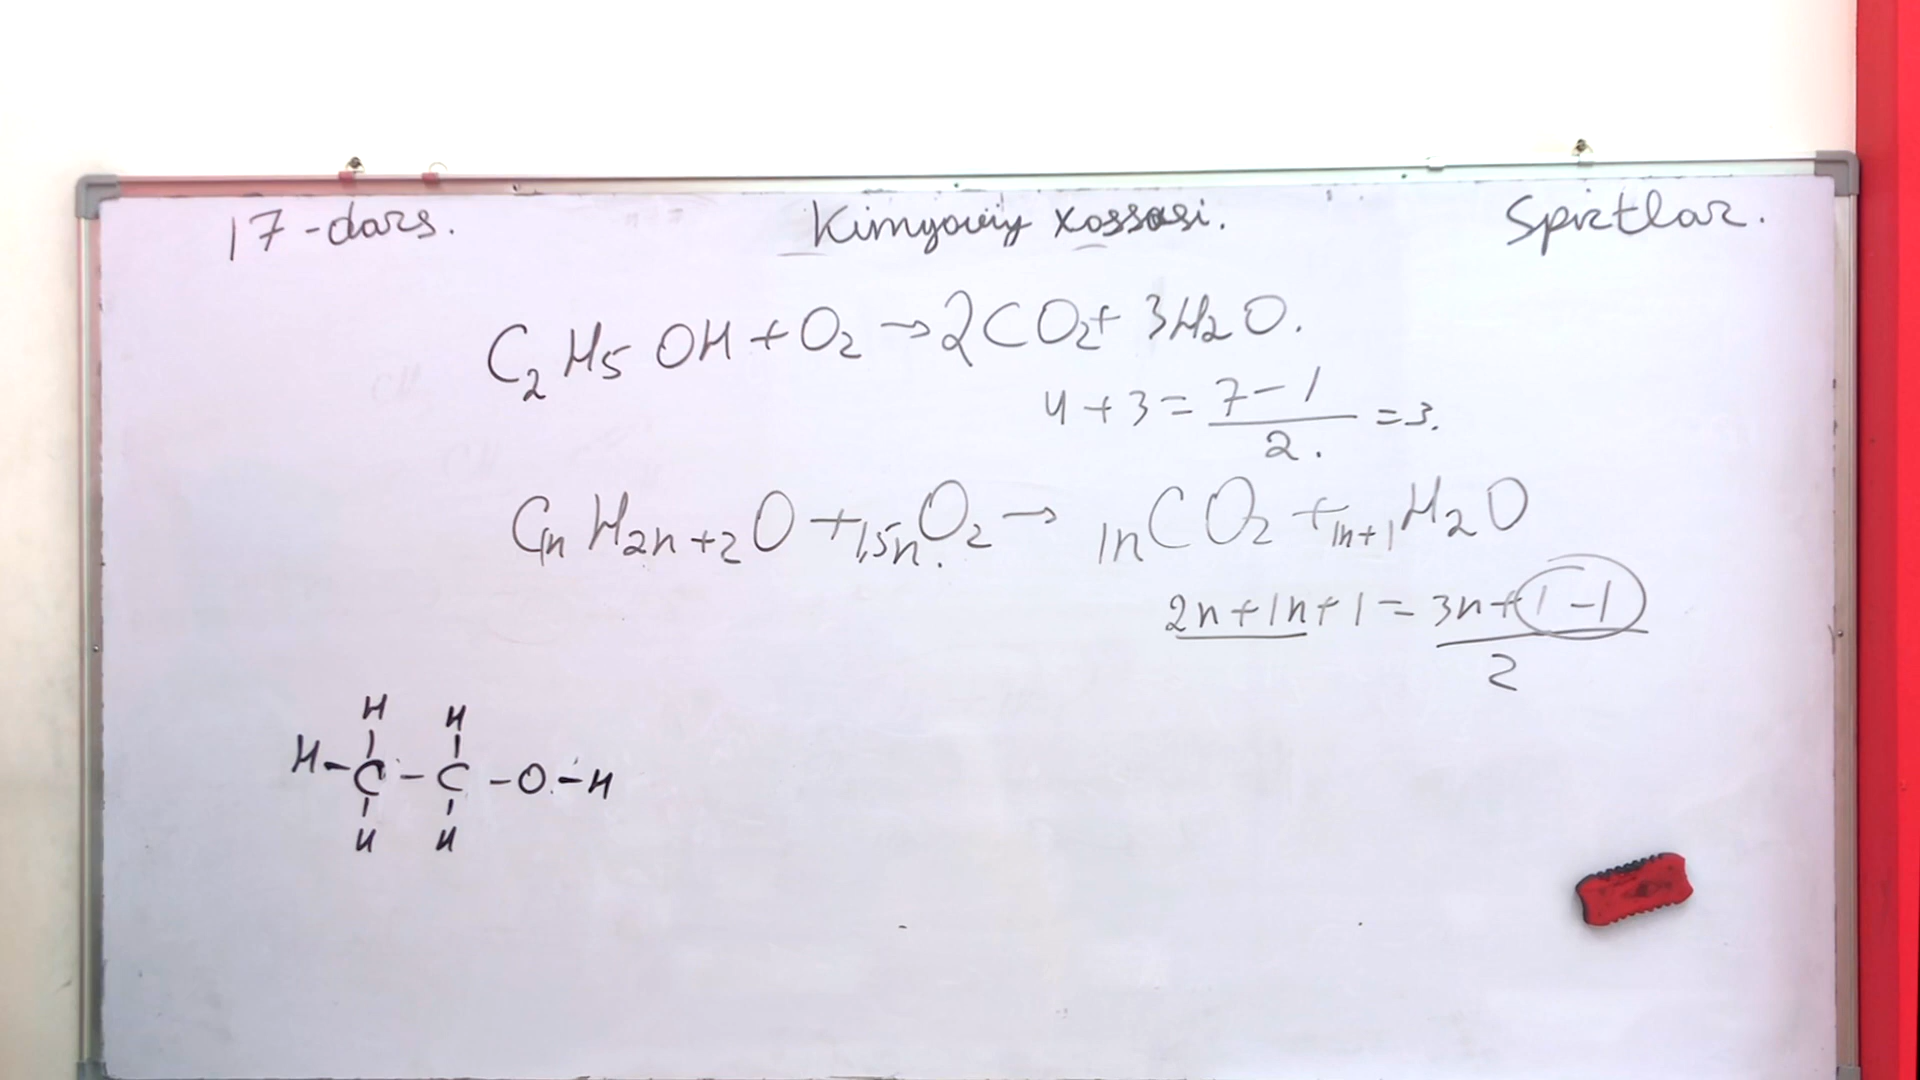 17-dars. Kimyoviy xossasi. Spirtlar.
C₂H₅OH + O₂ → 2CO₂ + 3H₂O.
4 + 3 = 7 - 1 / 2. = 3.
CnH2n+2O + 1,5nO₂ → 1nCO₂ + 1n+1H₂O
2n + 1n + 1 = 3n + 1 - 1 / 2
H H
H - C - C - O - H
H H